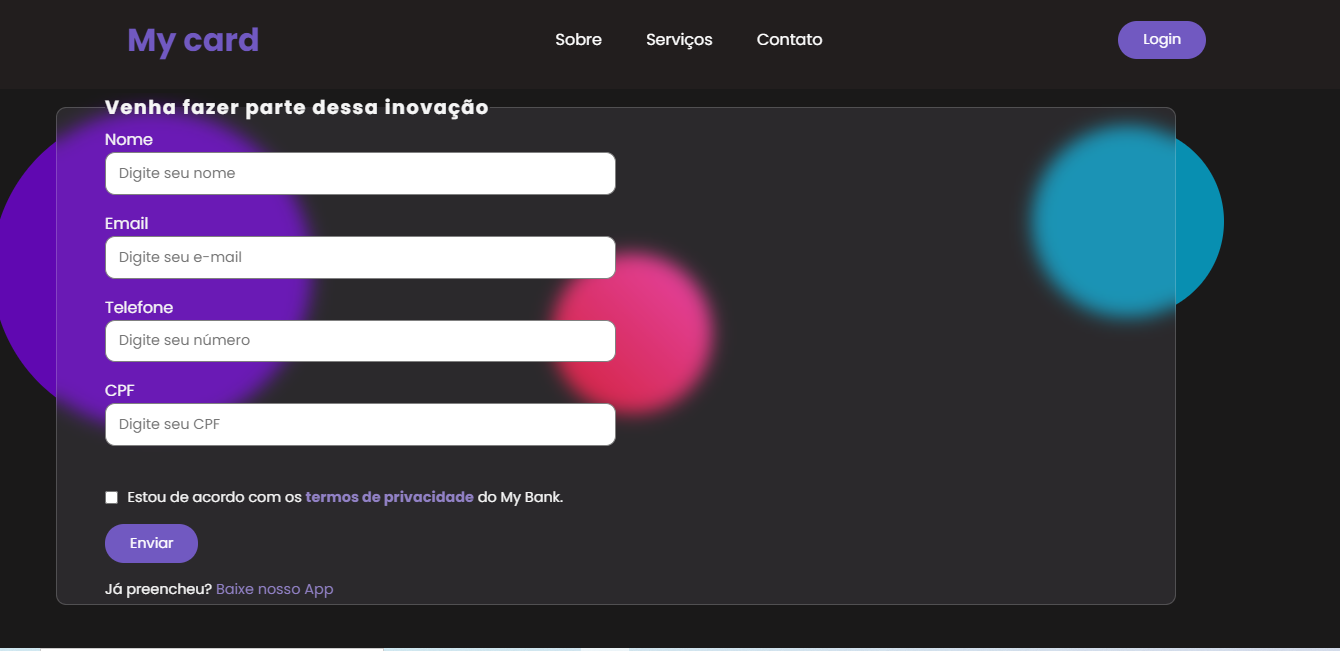 My card
Sobre
Serviços
Contato
Login
Venha fazer parte dessa inovação
Nome
Digite seu nome
Email
Digite seu e-mail
Telefone
Digite seu número
CPF
Digite seu CPF
Estou de acordo com os termos de privacidade do My Bank.
Enviar
Já preencheu? Baixe nosso App